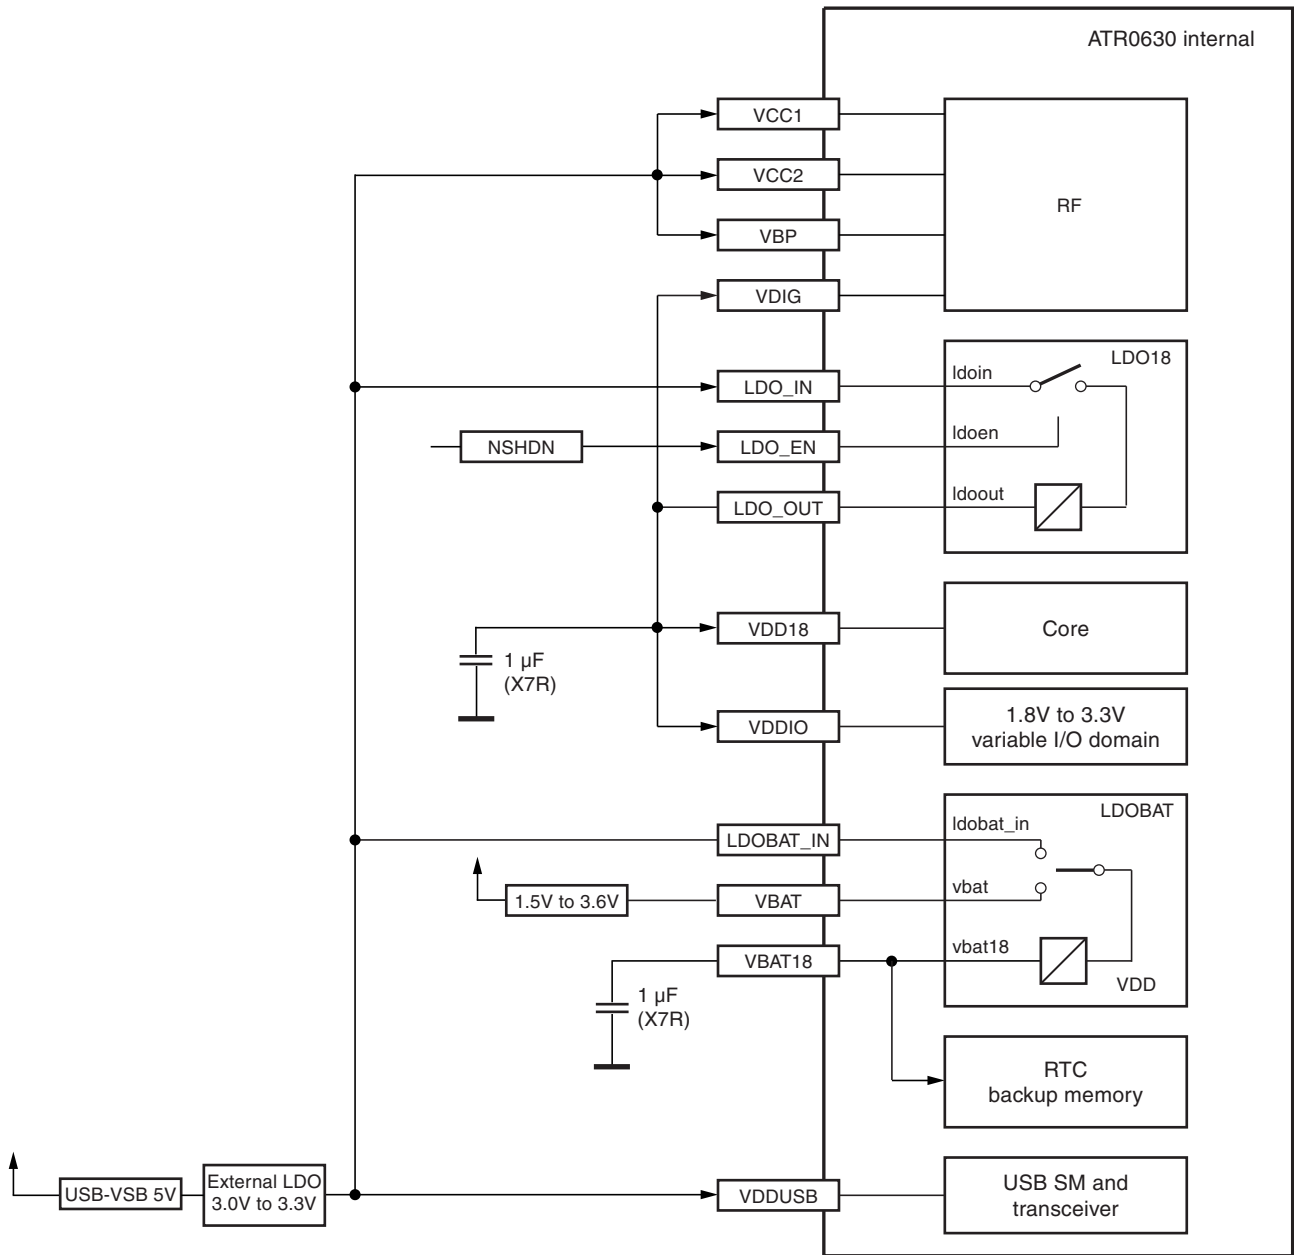 ATR0630 internal
VCC1
VCC2
VBP
VDIG
RF
LDO18
LDO_IN
ldoin
NSHDN
LDO_EN
ldoen
LDO_OUT
ldoout
VDD18
Core
1 µF
(X7R)
VDDIO
1.8V to 3.3V
variable I/O domain
LDOBAT
LDOBAT_IN
ldobat_in
1.5V to 3.6V
VBAT
vbat
VBAT18
vbat18
VDD
1 µF
(X7R)
RTC
backup memory
USB-VSB 5V
External LDO
3.0V to 3.3V
VDDUSB
USB SM and
transceiver